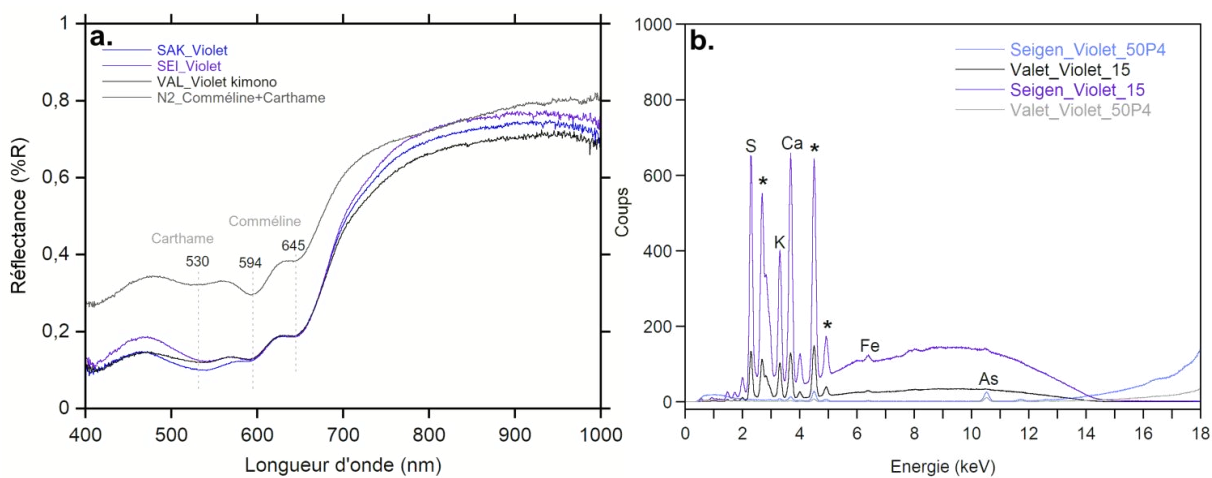 a.
SAK_Violet
SEI_Violet
VAL_Violet kimono
N2_Comméline+Carthame
Carthame
Comméline
530
594
645
1
0,8
0,6
0,4
0,2
0
400 500 600 700 800 900 1000
Longueur d'onde (nm)
Réflectance (%R)
b.
Seigen_Violet_50P4
Valet_Violet_15
Seigen_Violet_15
Valet_Violet_50P4
S
*
K
Ca
*
*
Fe
As
1000
800
600
400
200
0
0 2 4 6 8 10 12 14 16 18
Energie (keV)
Coups